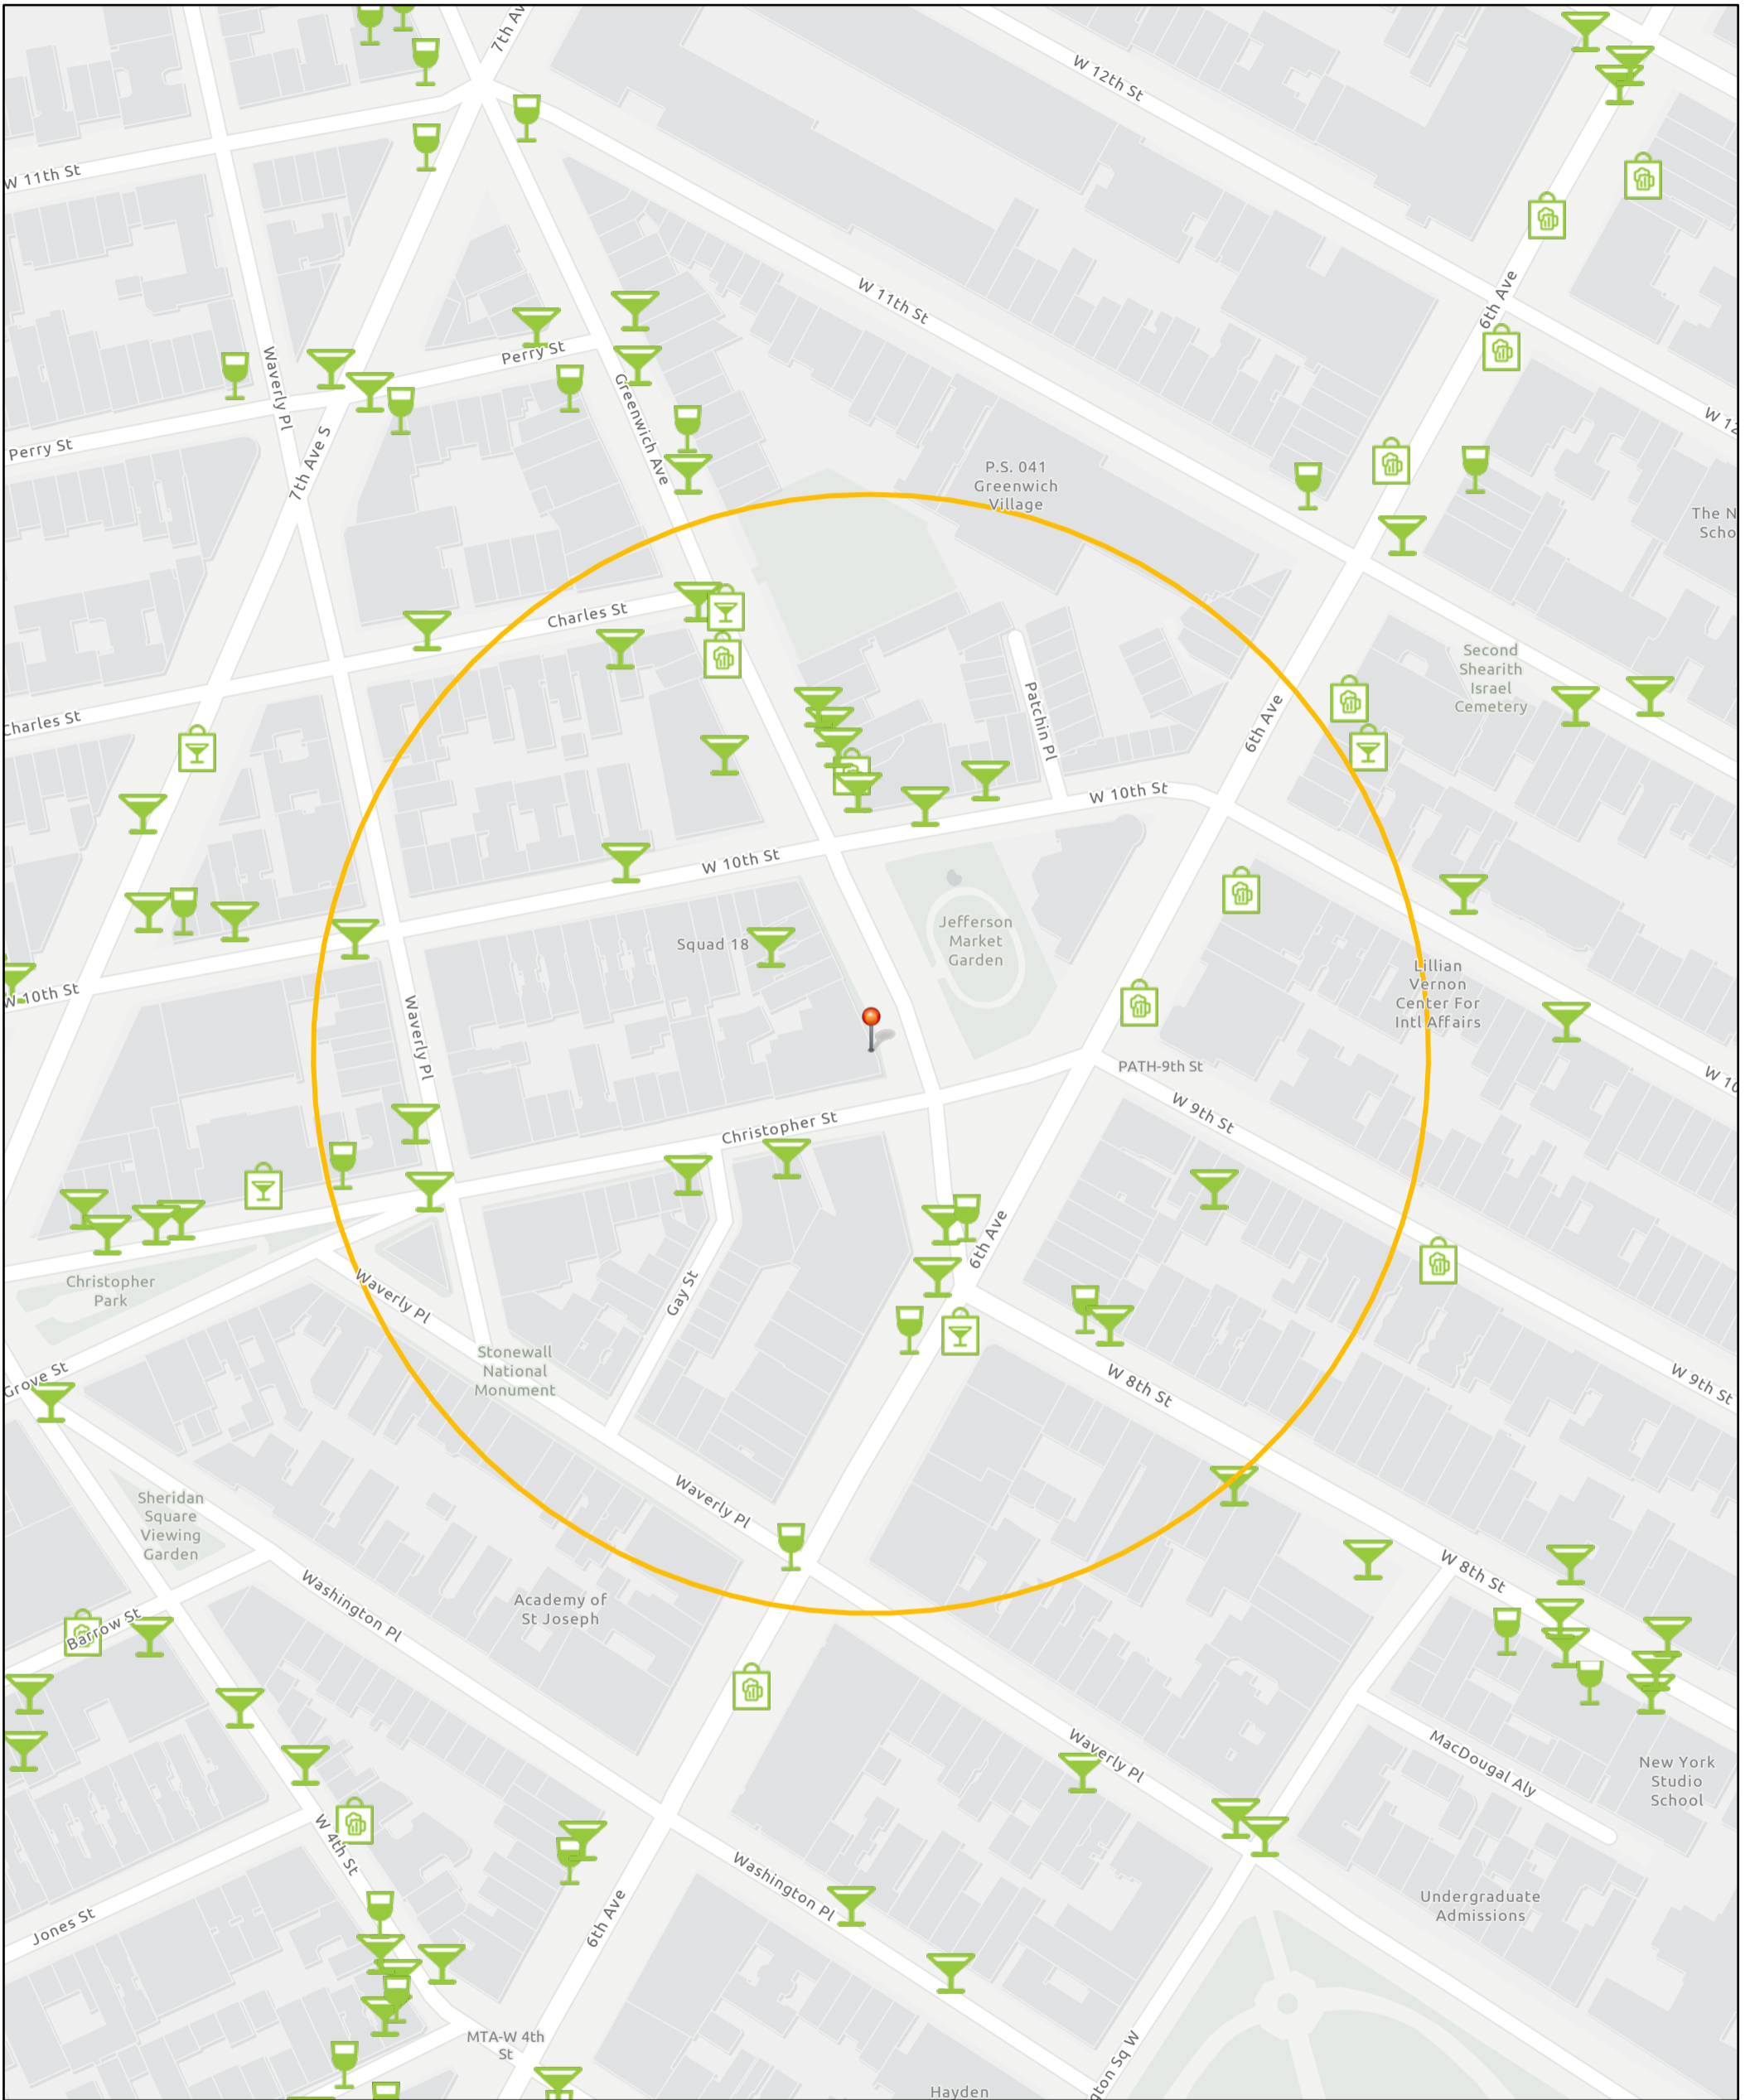 7th Av
W 12th St
W 11th St
W 11th St
6th Ave
Perry St
Waverly Pl
Greenwich Ave
W 12
Perry St
7th Ave S
P.S. 041
Greenwich
Village
The N
Scho
Charles St
Second
Shearith
Israel
Cemetery
Charles St
Patchin Pl
6th Ave
W 10th St
W 10th St
Jefferson
Market
Garden
Squad 18
Lillian
Vernon
Center For
Intl Affairs
W 10th St
Waverly Pl
PATH-9th St
W 10
W 9th St
Christopher St
6th Ave
Christopher
Park
Waverly Pl
Gay St
Stonewall
National
Monument
W 8th St
W 9th St
Grove St
Waverly Pl
Sheridan
Square
Viewing
Garden
W 8th St
Washington Pl
Academy of
St Joseph
Barrow St
Waverly Pl
MacDougal Aly
New York
Studio
School
W 4th St
Washington Pl
Undergraduate
Admissions
Jones St
6th Ave
MTA-W 4th
St
gton Sq W
Hayden